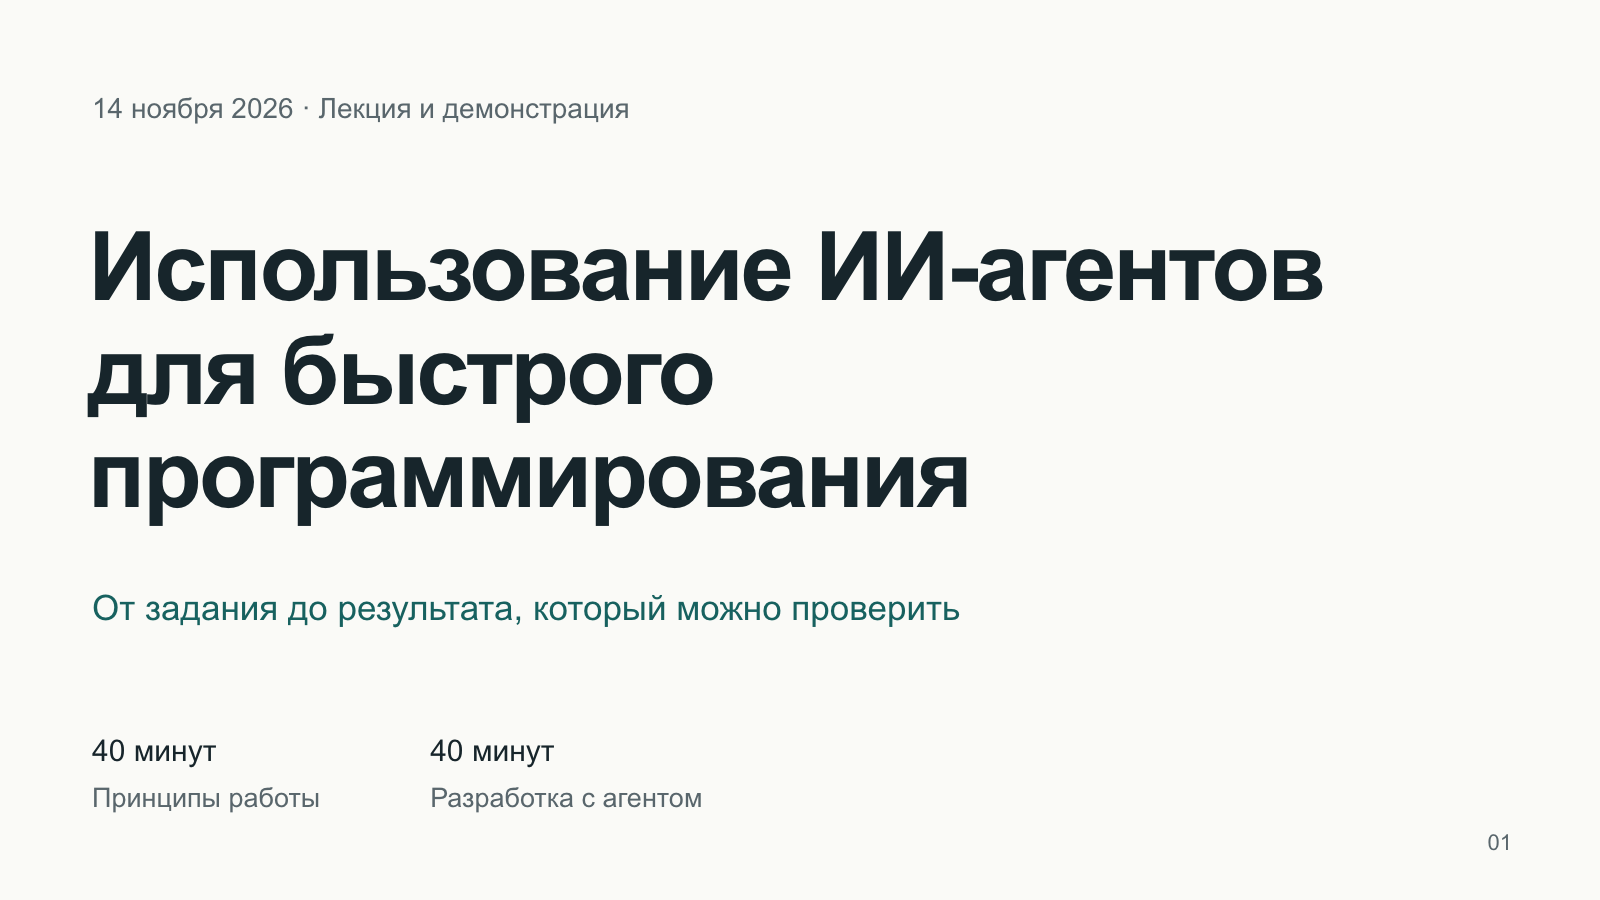 14 ноября 2026 · Лекция и демонстрация
Использование ИИ-агентов
для быстрого
программирования
От задания до результата, который можно проверить
40 минут
Принципы работы
40 минут
Разработка с агентом
01